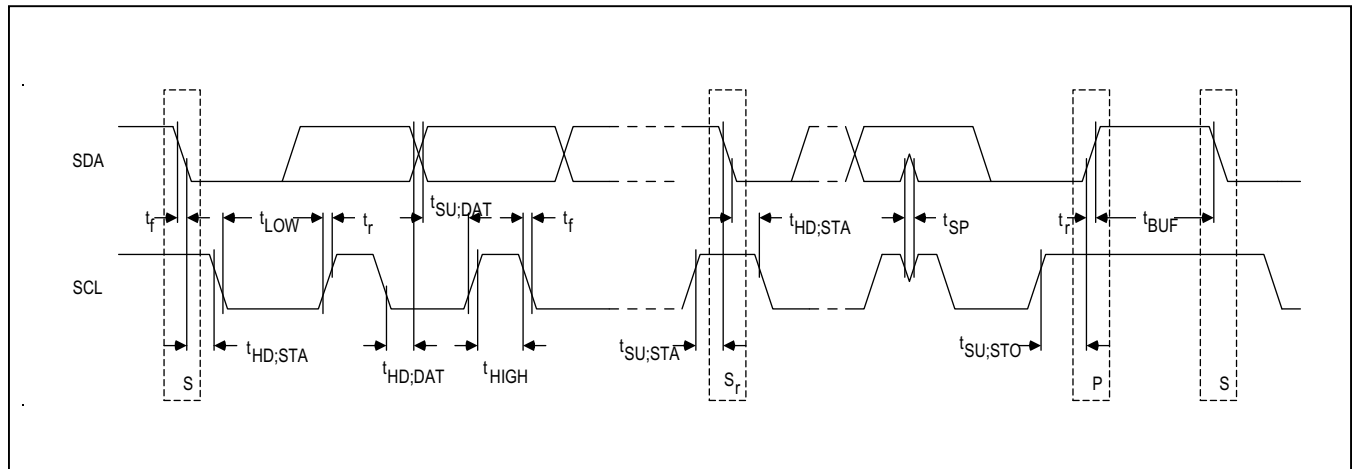 SDA
t_f
t_LOW
t_r
t_SU;DAT
t_f
t_HD;STA
t_SP
t_r
t_BUF
SCL
t_HD;STA
t_HD;DAT
t_HIGH
t_SU;STA
t_SU;STO
S
S_r
P
S